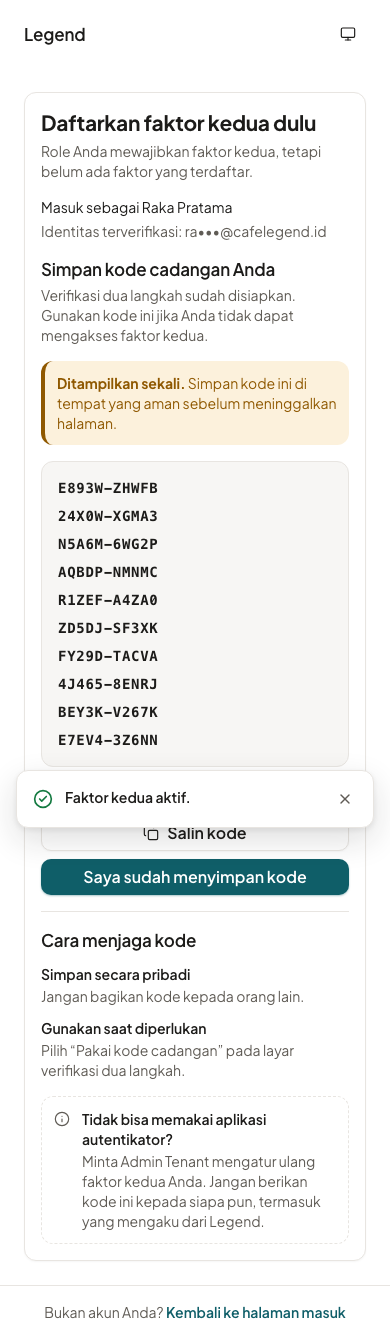 Legend
Daftarkan faktor kedua dulu
Role Anda mewajibkan faktor kedua, tetapi
belum ada faktor yang terdaftar.
Masuk sebagai Raka Pratama
Identitas terverifikasi: ra•••@cafelegend.id
Simpan kode cadangan Anda
Verifikasi dua langkah sudah disiapkan.
Gunakan kode ini jika Anda tidak dapat
mengakses faktor kedua.
Ditampilkan sekali. Simpan kode ini di
tempat yang aman sebelum meninggalkan
halaman.
E893W-ZHWFB
24X0W-XGMA3
N5A6M-6WG2P
AQBDP-NMNMC
R1ZEF-A4ZA0
ZD5DJ-SF3XK
FY29D-TACVA
4J465-8ENRJ
BEY3K-V267K
E7EV4-3Z6NN
Faktor kedua aktif.
Salin kode
Saya sudah menyimpan kode
Cara menjaga kode
Simpan secara pribadi
Jangan bagikan kode kepada orang lain.
Gunakan saat diperlukan
Pilih “Pakai kode cadangan” pada layar
verifikasi dua langkah.
Tidak bisa memakai aplikasi
autentikator?
Minta Admin Tenant mengatur ulang
faktor kedua Anda. Jangan berikan
kode ini kepada siapa pun, termasuk
yang mengaku dari Legend.
Bukan akun Anda? Kembali ke halaman masuk